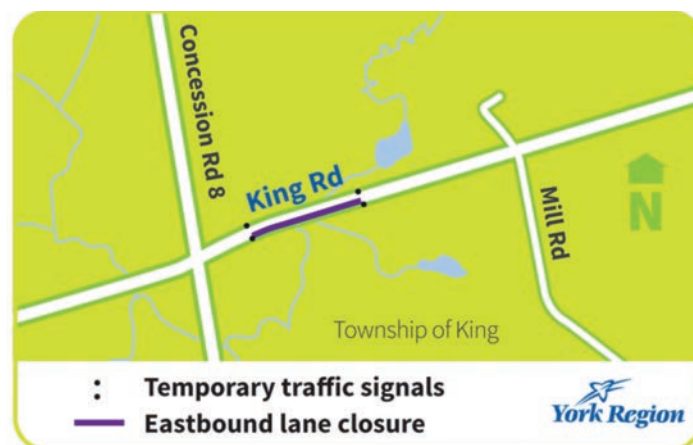 Concession Rd 8
King Rd
Mill Rd
N
Township of King
Temporary traffic signals
Eastbound lane closure
York Region